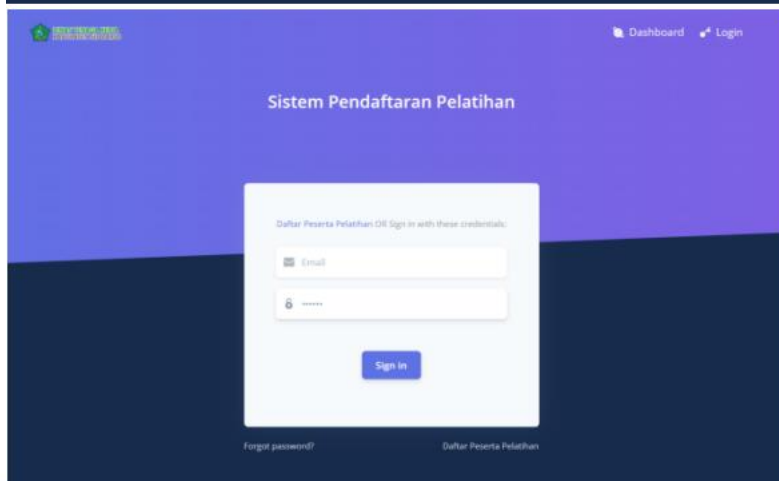 Dashboard
Login
Sistem Pendaftaran Pelatihan
Daftar Peserta Pelatihan OR Sign in with these credentials:
Email
Sign in
Forgot password?
Daftar Peserta Pelatihan